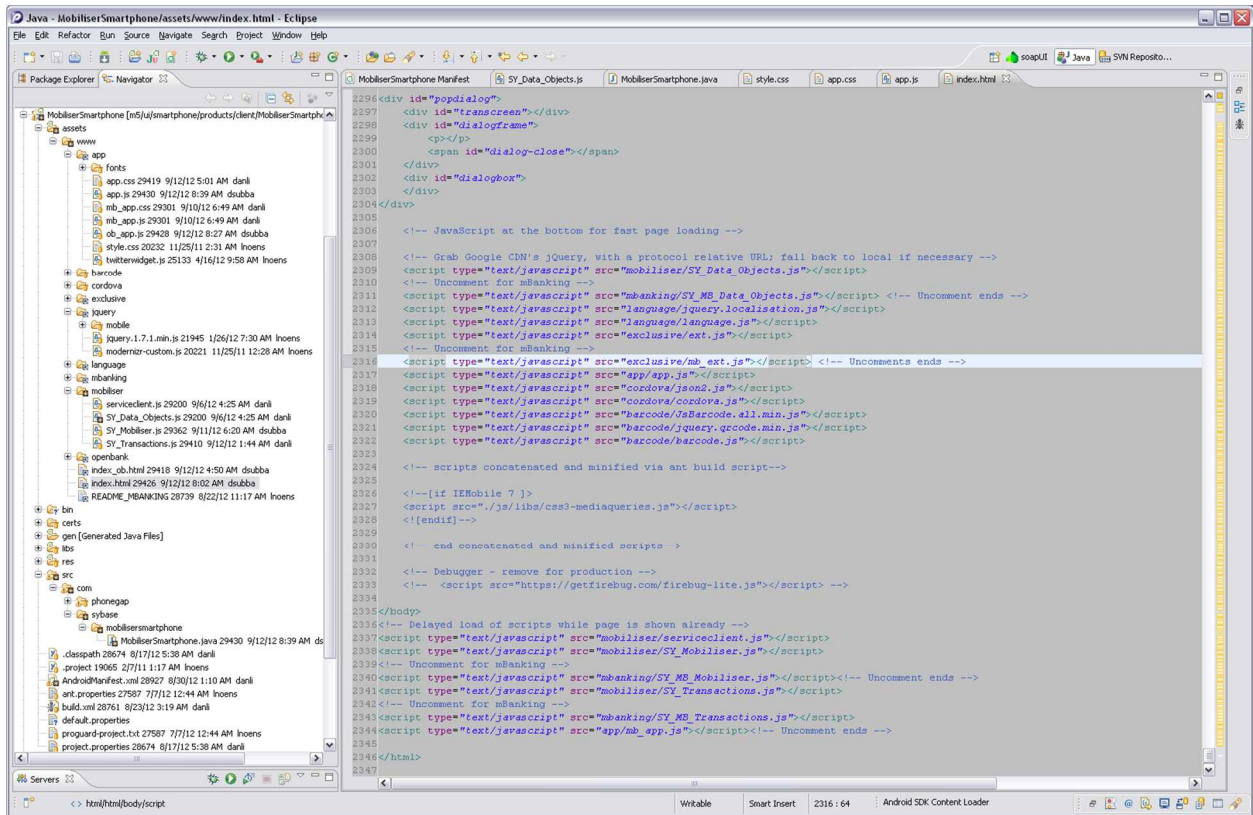 Java - MobiliserSmartphone/assets/www/index.html - Eclipse
File Edit Refactor Run Source Navigate Search Project Window Help
soapUI Java SVN Reposito...
Package Explorer Navigator
MobiliserSmartphone Manifest SY_Data_Objects.js MobiliserSmartphone.java style.css app.css app.js index.html
MobiliserSmartphone [m5/ui/smartphone/products/client/MobiliserSmartpho
assets
www
app
fonts
app.css 29419 9/12/12 5:01 AM danli
app.js 29430 9/12/12 8:39 AM dsubba
mb_app.css 29301 9/10/12 6:49 AM danli
mb_app.js 29301 9/10/12 6:49 AM danli
ob_app.js 29428 9/12/12 8:27 AM dsubba
style.css 20232 11/25/11 2:31 AM lnoens
twitterwidget.js 25133 4/16/12 9:58 AM lnoens
barcode
cordova
exclusive
jquery
mobile
jquery.1.7.1.min.js 21945 1/26/12 7:30 AM lnoens
modernizr-custom.js 20221 11/25/11 12:28 AM lnoens
language
mbanking
mobiliser
serviceclient.js 29200 9/6/12 4:25 AM danli
SY_Data_Objects.js 29200 9/6/12 4:25 AM danli
SY_Mobiliser.js 29362 9/11/12 6:20 AM dsubba
SY_Transactions.js 29410 9/12/12 1:44 AM danli
openbank
index_ob.html 29418 9/12/12 4:50 AM dsubba
index.html 29426 9/12/12 8:02 AM dsubba
README_MBANKING 28739 8/22/12 11:17 AM lnoens
bin
certs
gen [Generated Java Files]
libs
res
src
com
phonegap
sybase
mobilisersmartphone
MobiliserSmartphone.java 29430 9/12/12 8:39 AM ds
.classpath 28674 8/17/12 5:38 AM danli
.project 19065 2/7/11 1:17 AM lnoens
AndroidManifest.xml 28927 8/30/12 1:10 AM danli
ant.properties 27587 7/7/12 12:44 AM lnoens
build.xml 28761 8/23/12 3:19 AM danli
default.properties
proguard-project.txt 27587 7/7/12 12:44 AM lnoens
project.properties 28674 8/17/12 5:38 AM danli
Servers
2296 <div id="popdialog">
2297 <div id="transcreen"></div>
2298 <div id="dialogframe">
2299 <p></p>
2300 <span id="dialog-close"></span>
2301 </div>
2302 <div id="dialogbox">
2303 </div>
2304 </div>
2305
2306 <!-- JavaScript at the bottom for fast page loading -->
2307
2308 <!-- Grab Google CDN's jQuery, with a protocol relative URL; fall back to local if necessary -->
2309 <script type="text/javascript" src="mobiliser/SY_Data_Objects.js"></script>
2310 <!-- Uncomment for mBanking -->
2311 <script type="text/javascript" src="mbanking/SY_MB_Data_Objects.js"></script> <!-- Uncomment ends -->
2312 <script type="text/javascript" src="language/jquery.localisation.js"></script>
2313 <script type="text/javascript" src="language/language.js"></script>
2314 <script type="text/javascript" src="exclusive/ext.js"></script>
2315 <!-- Uncomment for mBanking -->
2316 <script type="text/javascript" src="exclusive/mb_ext.js"></script> <!-- Uncomments ends -->
2317 <script type="text/javascript" src="app/app.js"></script>
2318 <script type="text/javascript" src="cordova/json2.js"></script>
2319 <script type="text/javascript" src="cordova/cordova.js"></script>
2320 <script type="text/javascript" src="barcode/JsBarcode.all.min.js"></script>
2321 <script type="text/javascript" src="barcode/jquery.qrcode.min.js"></script>
2322 <script type="text/javascript" src="barcode/barcode.js"></script>
2323
2324 <!-- scripts concatenated and minified via ant build script-->
2325
2326 <!--[if IEMobile 7 ]>
2327 <script src="./js/libs/css3-mediaqueries.js"></script>
2328 <![endif]-->
2329
2330 <!-- end concatenated and minified scripts-->
2331
2332 <!-- Debugger - remove for production -->
2333 <!-- <script src="https://getfirebug.com/firebug-lite.js"></script> -->
2334
2335 </body>
2336 <!-- Delayed load of scripts while page is shown already -->
2337 <script type="text/javascript" src="mobiliser/serviceclient.js"></script>
2338 <script type="text/javascript" src="mobiliser/SY_Mobiliser.js"></script>
2339 <!-- Uncomment for mBanking -->
2340 <script type="text/javascript" src="mbanking/SY_MB_Mobiliser.js"></script><!-- Uncomment ends -->
2341 <script type="text/javascript" src="mobiliser/SY_Transactions.js"></script>
2342 <!-- Uncomment for mBanking -->
2343 <script type="text/javascript" src="mbanking/SY_MB_Transactions.js"></script>
2344 <script type="text/javascript" src="app/mb_app.js"></script><!-- Uncomment ends -->
2345
2346 </html>
2347
html/html/body/script Writable Smart Insert 2316 : 64 Android SDK Content Loader